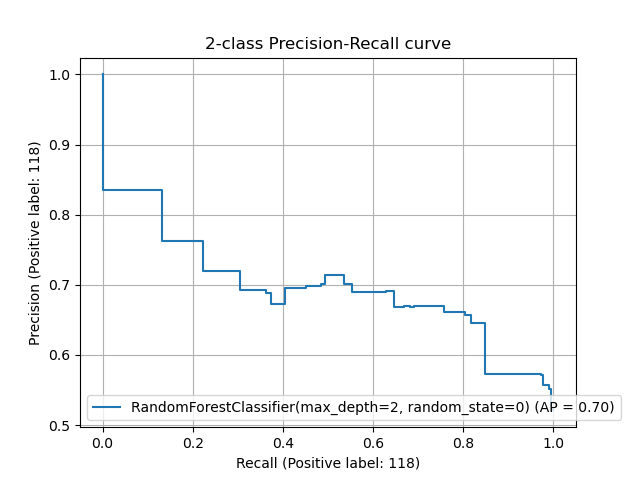 2-class Precision-Recall curve
1.0
0.9
0.8
0.7
0.6
0.5
Precision (Positive label: 118)
RandomForestClassifier(max_depth=2, random_state=0) (AP = 0.70)
0.0 0.2 0.4 0.6 0.8 1.0
Recall (Positive label: 118)